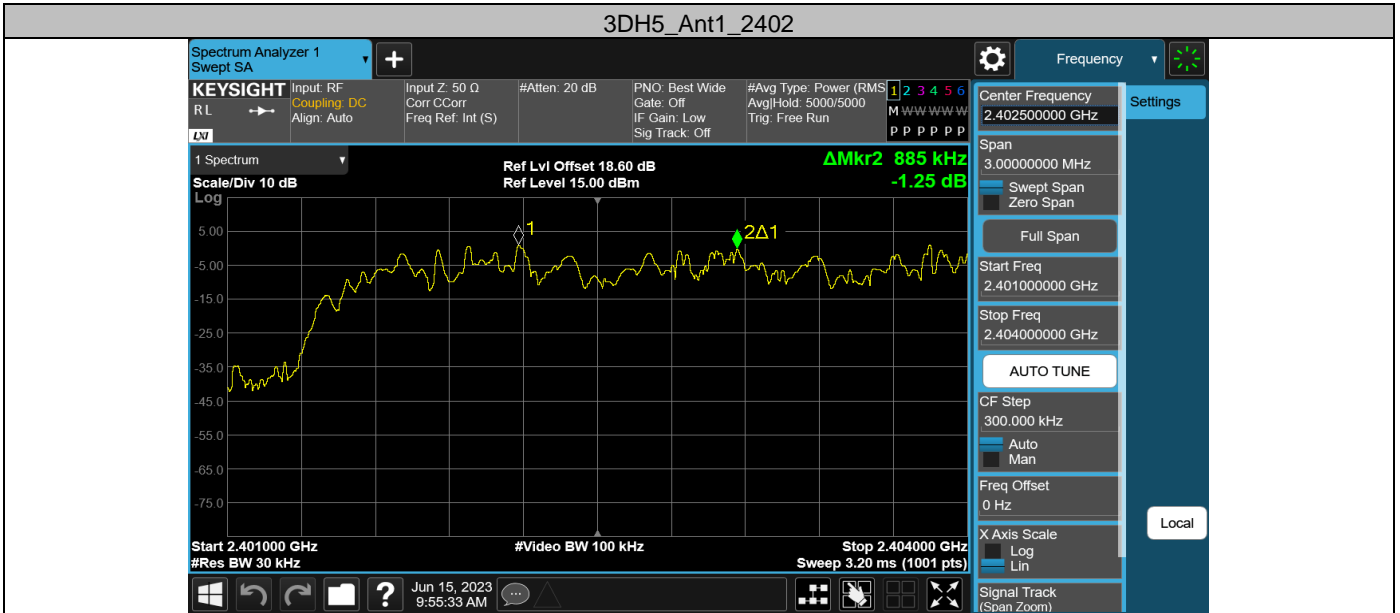 3DH5_Ant1_2402
Spectrum Analyzer 1
Swept SA
+
Frequency
KEYSIGHT
RL
LXI
Input: RF
Coupling: DC
Align: Auto
Input Z: 50 Ω
Corr CCorr
Freq Ref: Int (S)
#Atten: 20 dB
PNO: Best Wide
Gate: Off
IF Gain: Low
Sig Track: Off
#Avg Type: Power (RMS
Avg|Hold: 5000/5000
Trig: Free Run
1 2 3 4 5 6
M W W W W W
P P P P P P
1 Spectrum
Scale/Div 10 dB
Log
Ref Lvl Offset 18.60 dB
Ref Level 15.00 dBm
ΔMkr2 885 kHz
-1.25 dB
1
2Δ1
5.00
-5.00
-15.0
-25.0
-35.0
-45.0
-55.0
-65.0
-75.0
Start 2.401000 GHz
#Res BW 30 kHz
#Video BW 100 kHz
Stop 2.404000 GHz
Sweep 3.20 ms (1001 pts)
Center Frequency
2.402500000 GHz
Settings
Span
3.00000000 MHz
Swept Span
Zero Span
Full Span
Start Freq
2.401000000 GHz
Stop Freq
2.404000000 GHz
AUTO TUNE
CF Step
300.000 kHz
Auto
Man
Freq Offset
0 Hz
X Axis Scale
Log
Lin
Signal Track
(Span Zoom)
Local
?
Jun 15, 2023
9:55:33 AM